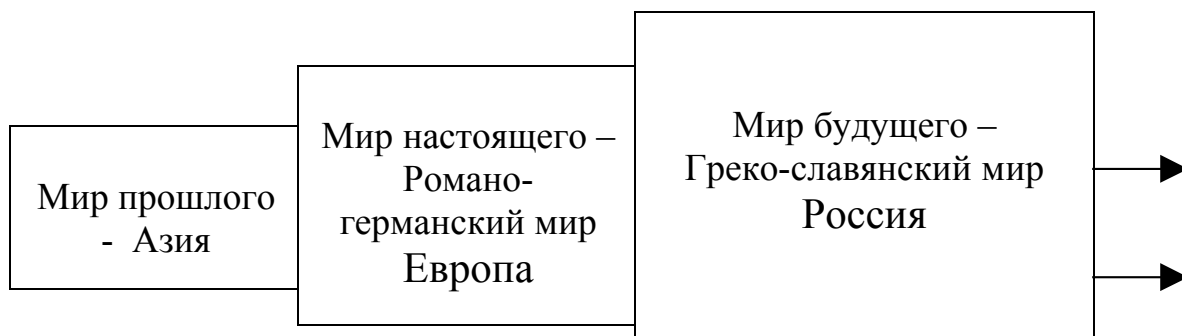 Мир прошлого
- Азия
Мир настоящего –
Романо-
германский мир
Европа
Мир будущего –
Греко-славянский мир
Россия